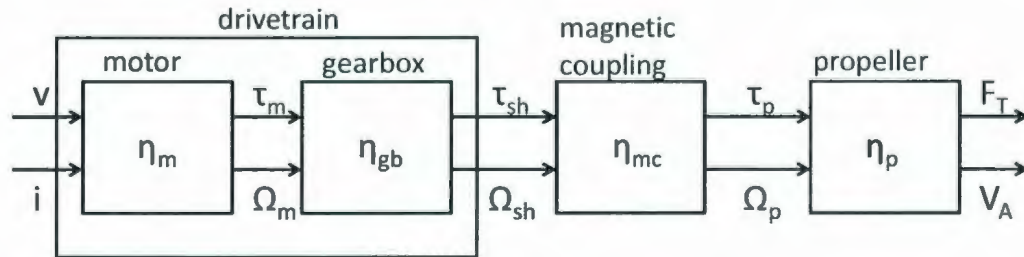 drivetrain
motor
gearbox
magnetic
coupling
propeller
v
τm
τsh
τp
FT
ηm
ηgb
ηmc
ηp
i
Ωm
Ωsh
Ωp
VA